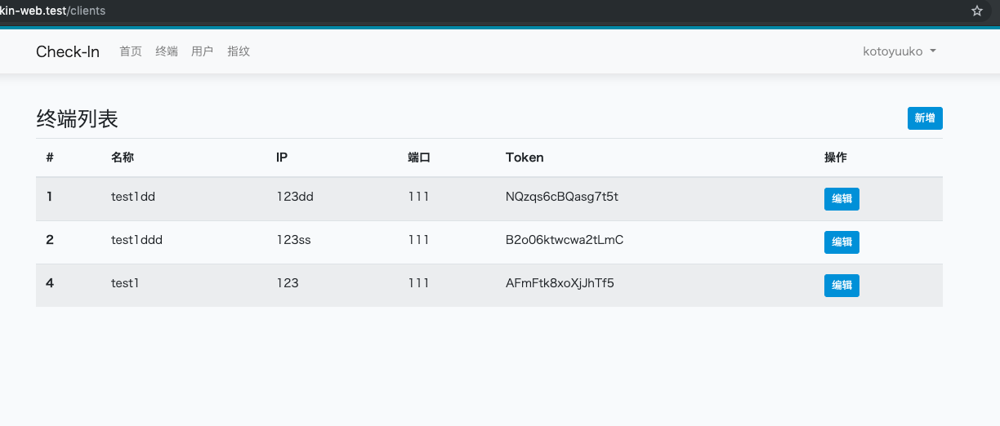 kin-web.test/clients
Check-In 首页 终端 用户 指纹 kotoyuuko
终端列表 新增
# 名称 IP 端口 Token 操作
1 test1dd 123dd 111 NQzqs6cBQasg7t5t 编辑
2 test1ddd 123ss 111 B2o06ktwcwa2tLmC 编辑
4 test1 123 111 AFmFtk8xoXjJhTf5 编辑